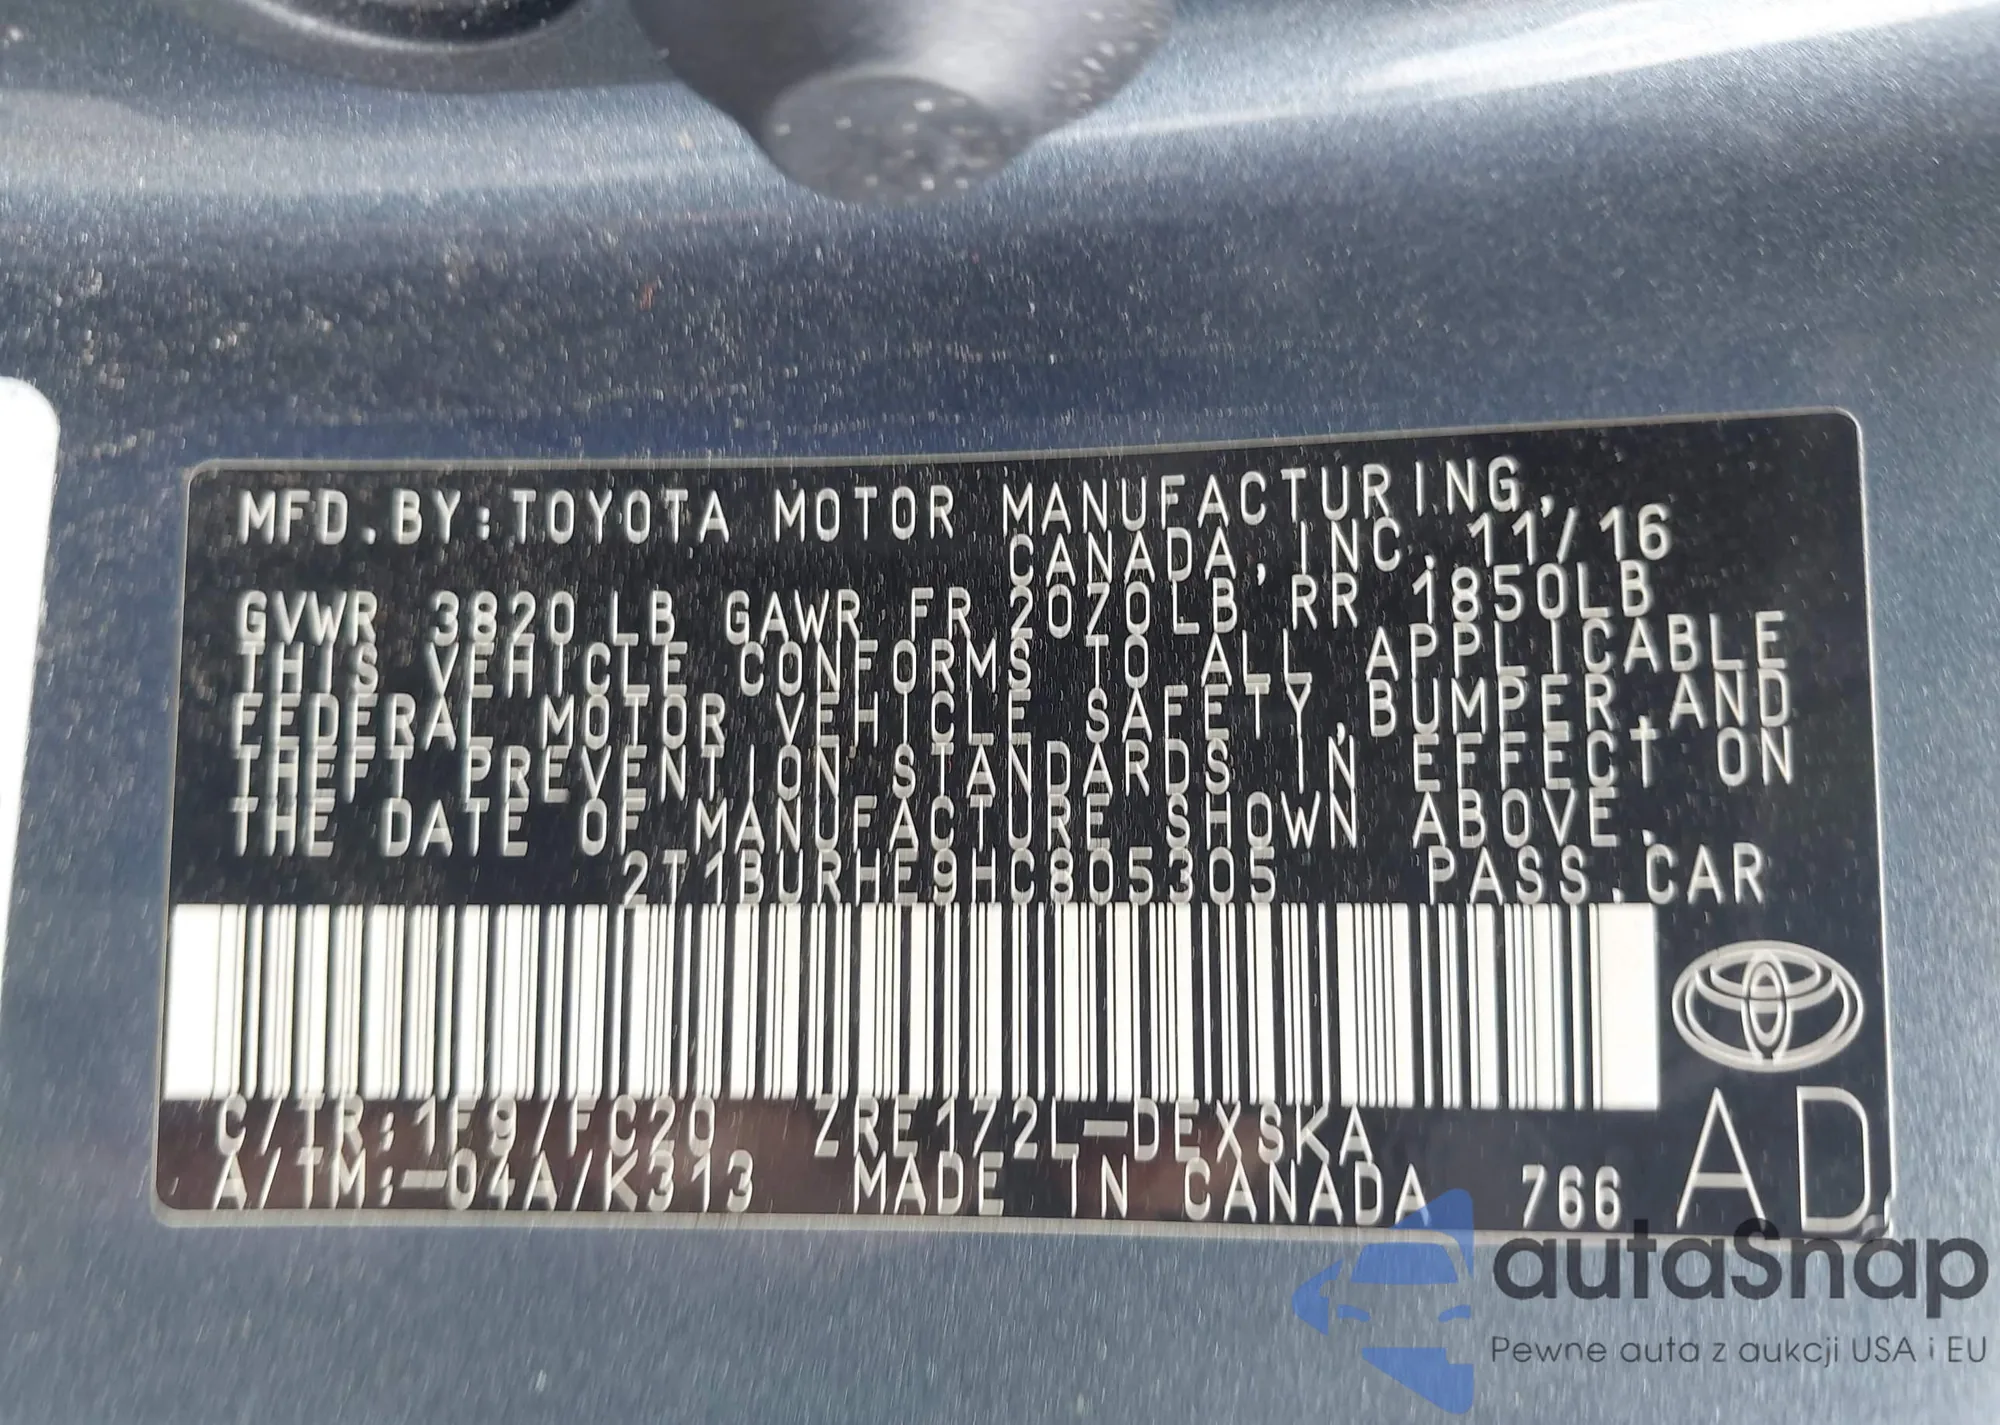 MFD.BY:TOYOTA MOTOR MANUFACTURING,
CANADA,INC. 11/16
GVWR 3820LB GAWR FR 2070LB RR 1850LB
THIS VEHICLE CONFORMS TO ALL APPLICABLE
FEDERAL MOTOR VEHICLE SAFETY,BUMPER,AND
THEFT PREVENTION STANDARDS IN EFFECT ON
THE DATE OF MANUFACTURE SHOWN ABOVE.
2T1BURHE9HC805305 PASS.CAR
C/TR:1F9/FC20 ZRE172L-DEXSKA
A/TM:-04A/K313 MADE IN CANADA 766
AD
autaSnap
Pewne auta z aukcji USA i EU